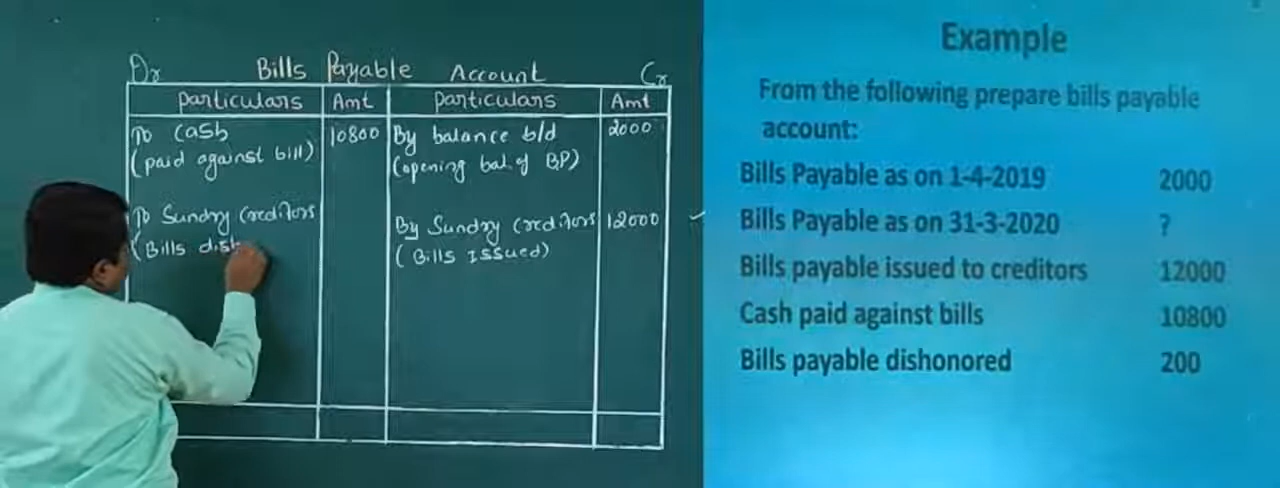 Dr Bills Payable Account Cr
Particulars Amt Particulars Amt
To Cash 10800 By balance b/d 2000
(paid against bill) (opening bal. of BP)
To Sundry Creditors By Sundry Creditors 12000
(Bills dish (Bills Issued)
Example
From the following prepare bills payable
account:
Bills Payable as on 1-4-2019 2000
Bills Payable as on 31-3-2020 ?
Bills payable issued to creditors 12000
Cash paid against bills 10800
Bills payable dishonored 200